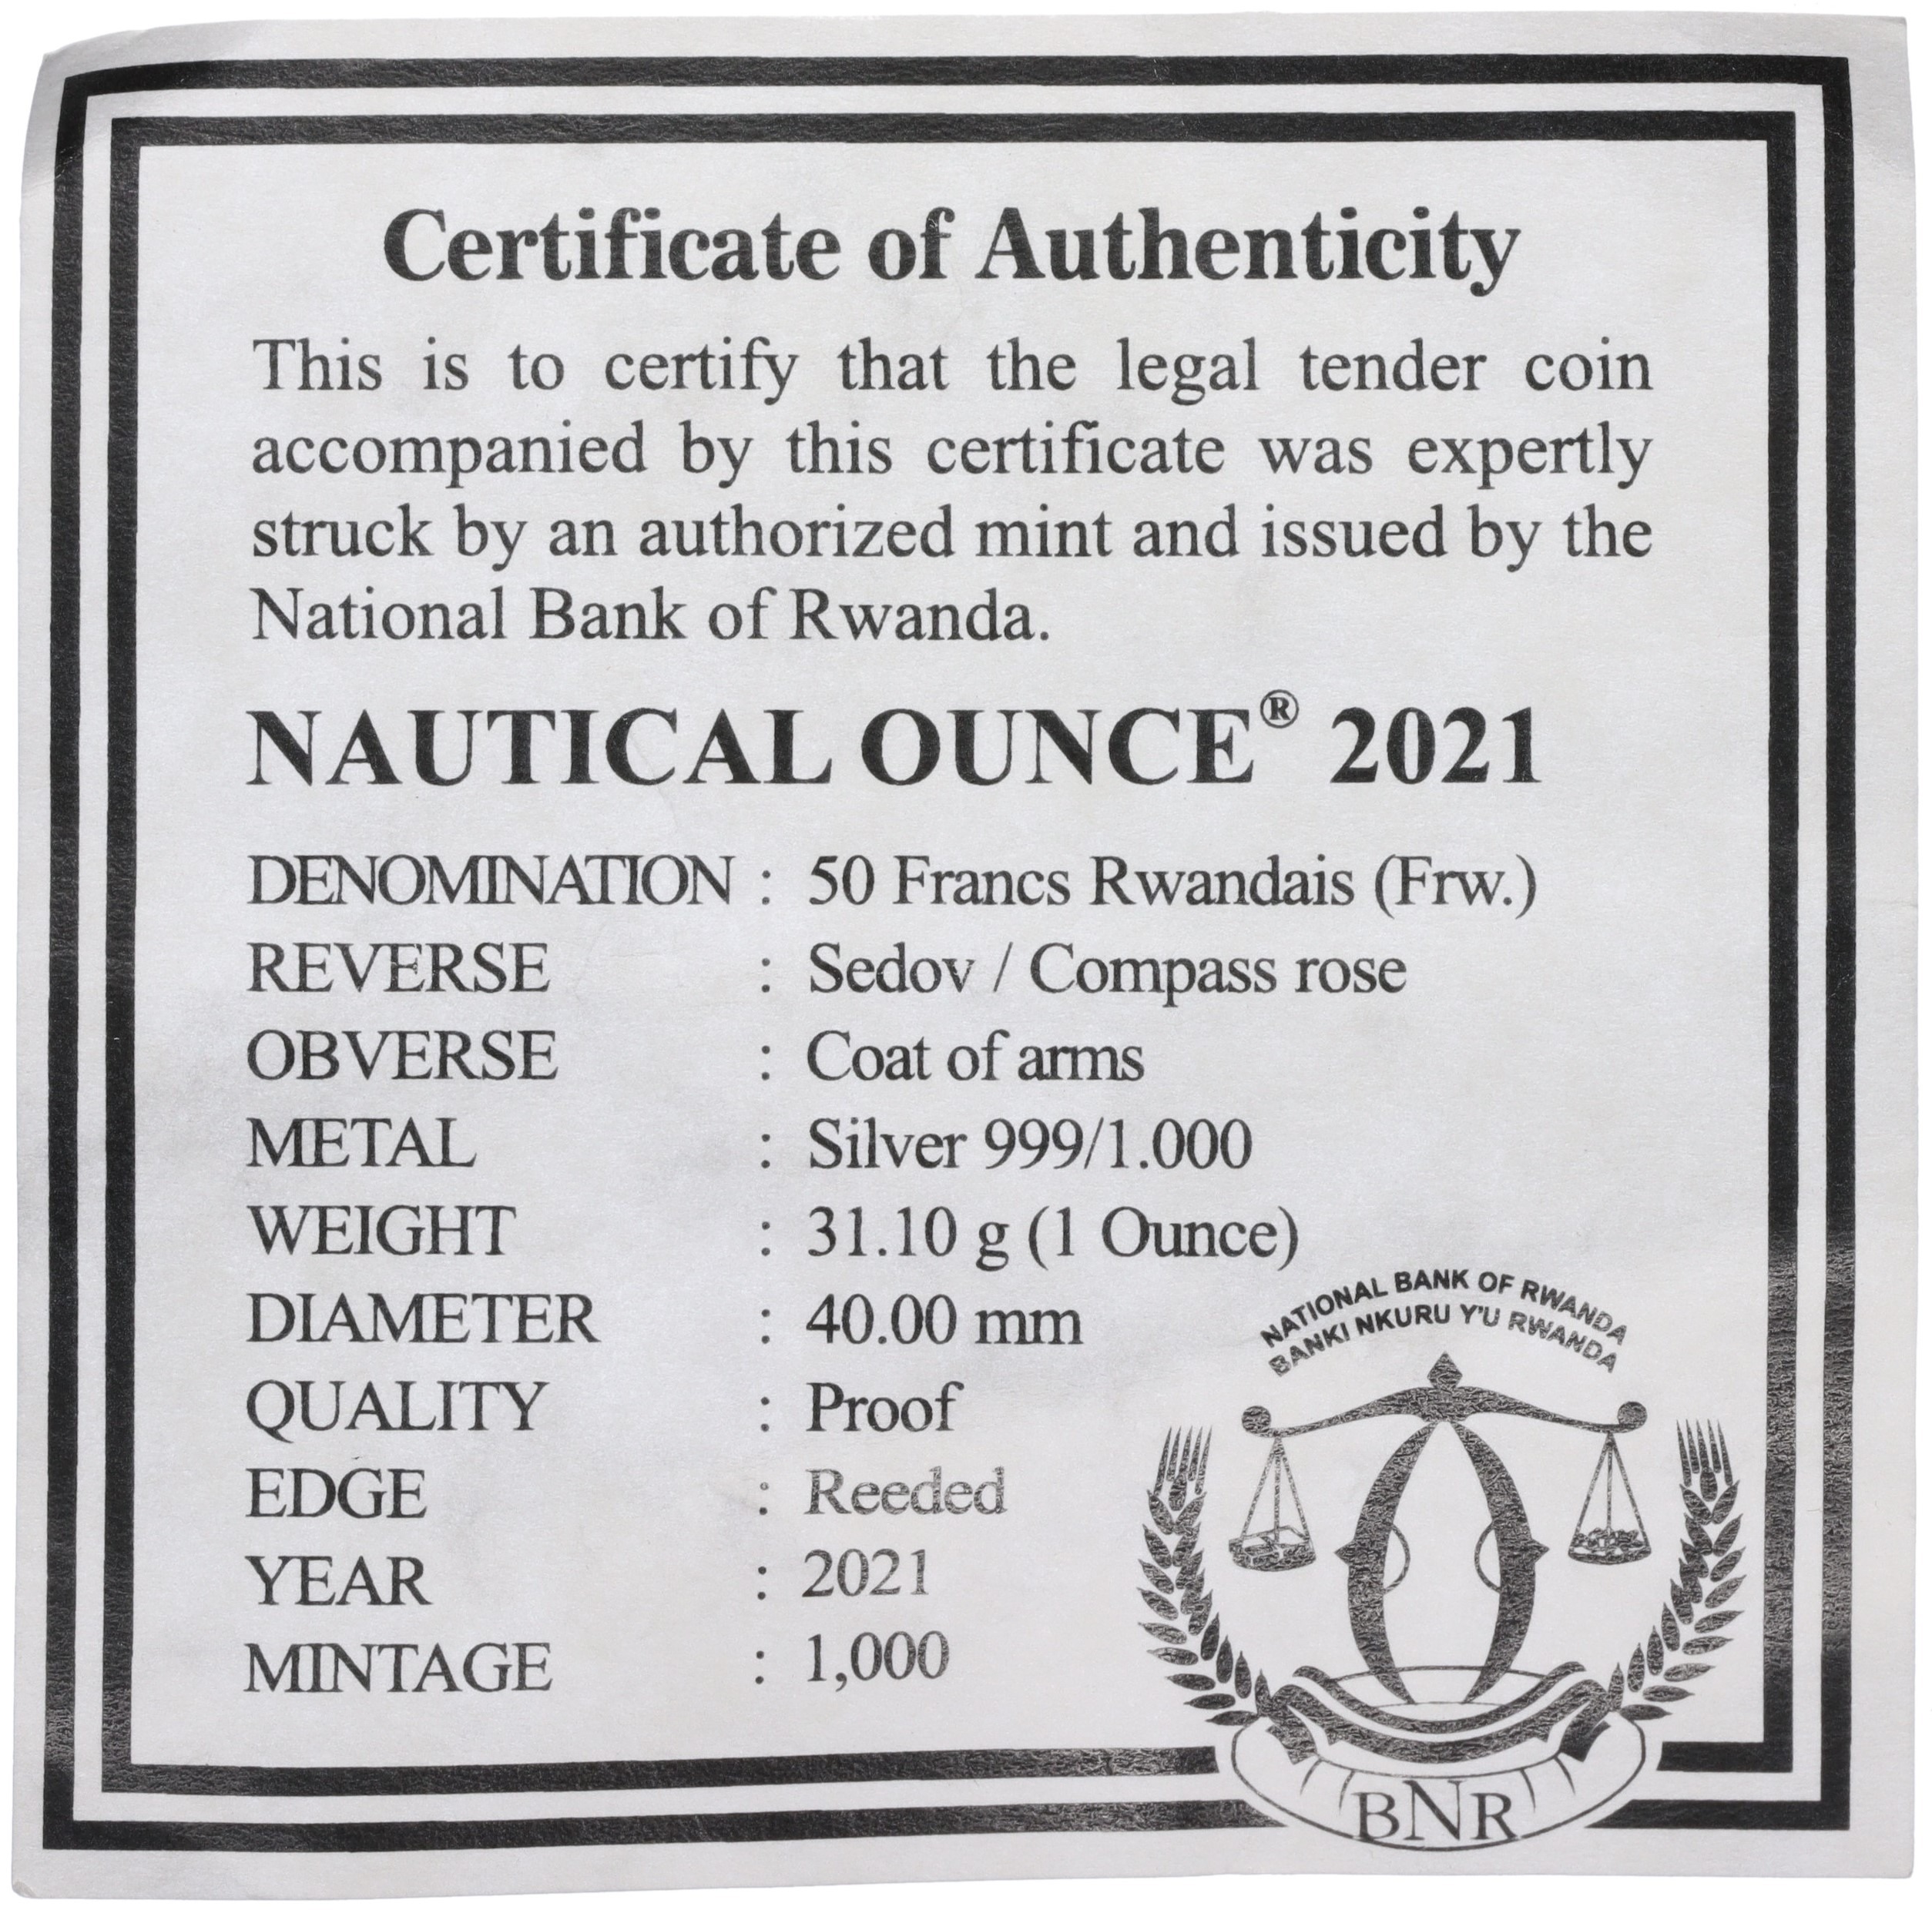 Certificate of Authenticity
This is to certify that the legal tender coin
accompanied by this certificate was expertly
struck by an authorized mint and issued by the
National Bank of Rwanda.
NAUTICAL OUNCE® 2021
DENOMINATION : 50 Francs Rwandais (Frw.)
REVERSE : Sedov / Compass rose
OBVERSE : Coat of arms
METAL : Silver 999/1.000
WEIGHT : 31.10 g (1 Ounce)
DIAMETER : 40.00 mm
QUALITY : Proof
EDGE : Reeded
YEAR : 2021
MINTAGE : 1,000
NATIONAL BANK OF RWANDA
BANKI NKURU Y'U RWANDA
BNR